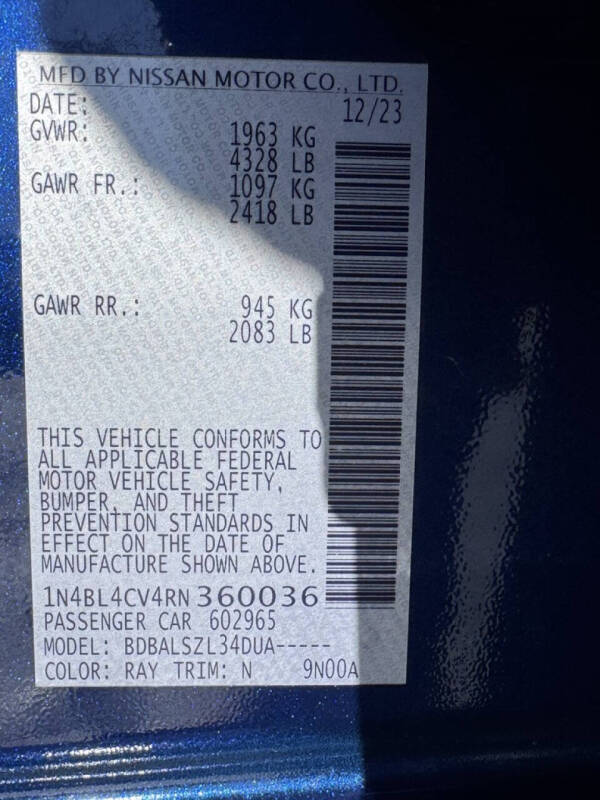 MFD BY NISSAN MOTOR CO., LTD.
DATE: 12/23
GVWR: 1963 KG
4328 LB
GAWR FR.: 1097 KG
2418 LB
GAWR RR.: 945 KG
2083 LB
THIS VEHICLE CONFORMS TO
ALL APPLICABLE FEDERAL
MOTOR VEHICLE SAFETY,
BUMPER, AND THEFT
PREVENTION STANDARDS IN
EFFECT ON THE DATE OF
MANUFACTURE SHOWN ABOVE.
1N4BL4CV4RN 360036
PASSENGER CAR 602965
MODEL: BDBALSZL34DUA-----
COLOR: RAY TRIM: N 9N00A